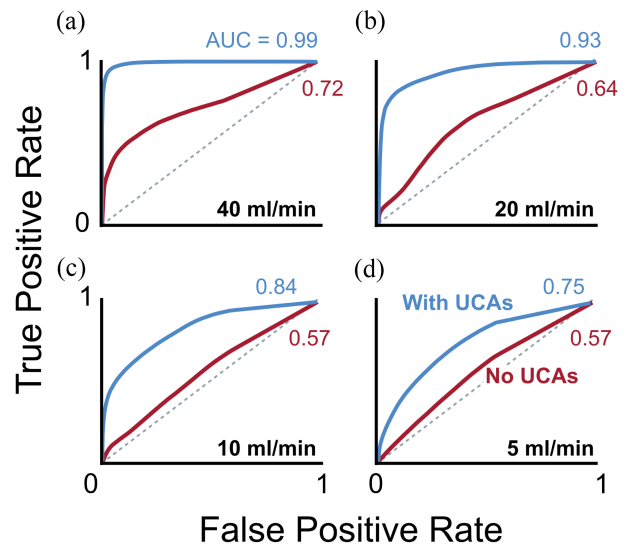 (a)
(b)
AUC = 0.99
0.93
1
0.72
0.64
0
40 ml/min
20 ml/min
(c)
(d)
0.84
0.75
1
With UCAs
0.57
0.57
No UCAs
10 ml/min
5 ml/min
0
1
0
1
True Positive Rate
False Positive Rate